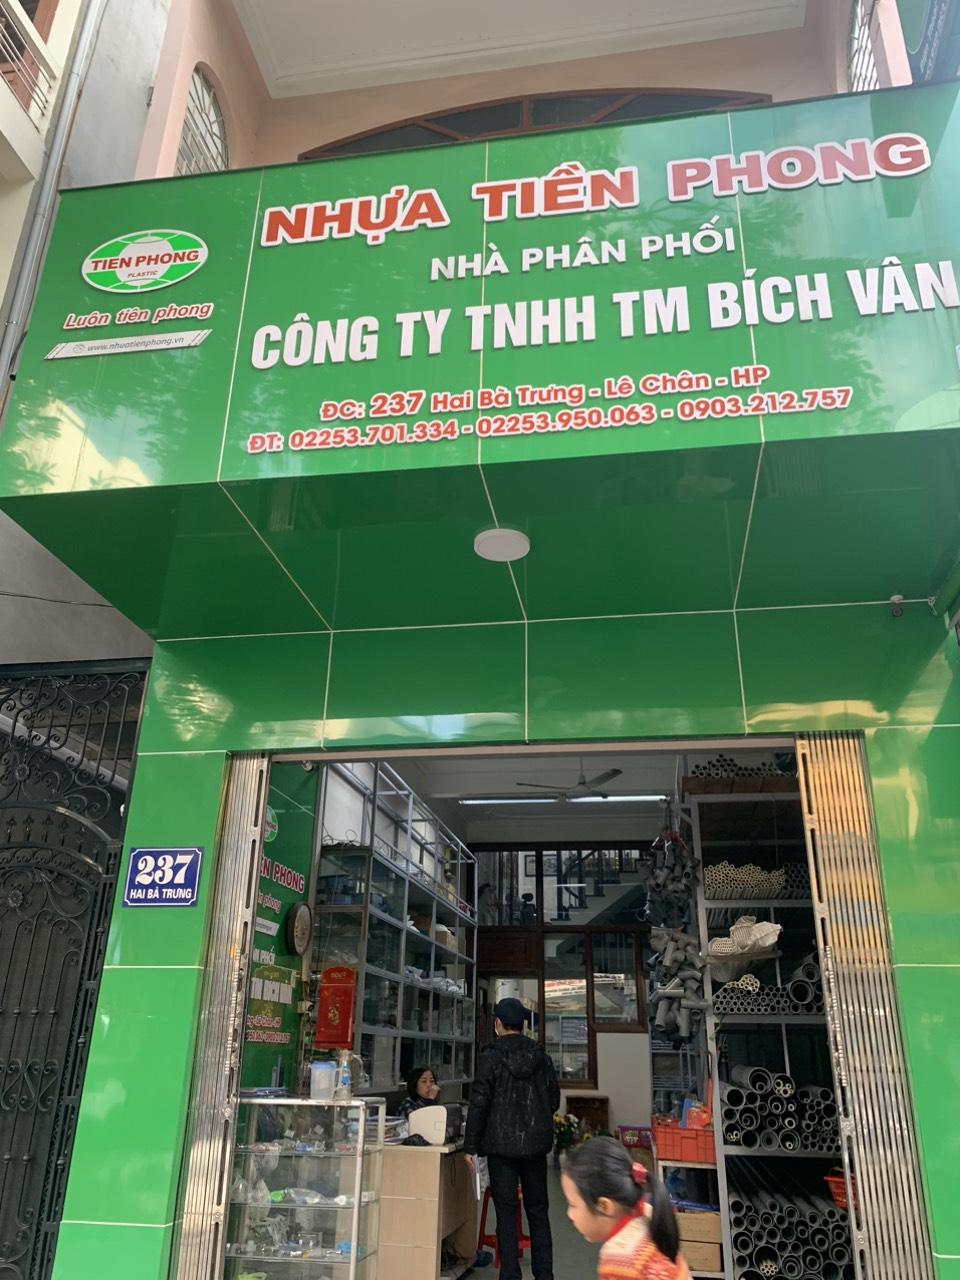 NHỰA TIỀN PHONG
NHÀ PHÂN PHỐI
CÔNG TY TNHH TM BÍCH VÂN
ĐC: 237 Hai Bà Trưng - Lê Chân - HP
ĐT: 02253.701.334 - 02253.950.063 - 0903.212.757
TIEN PHONG
PLASTIC
Luôn tiên phong
www.nhuatienphong.vn
237
HAI BÀ TRƯNG
PHONG
phong